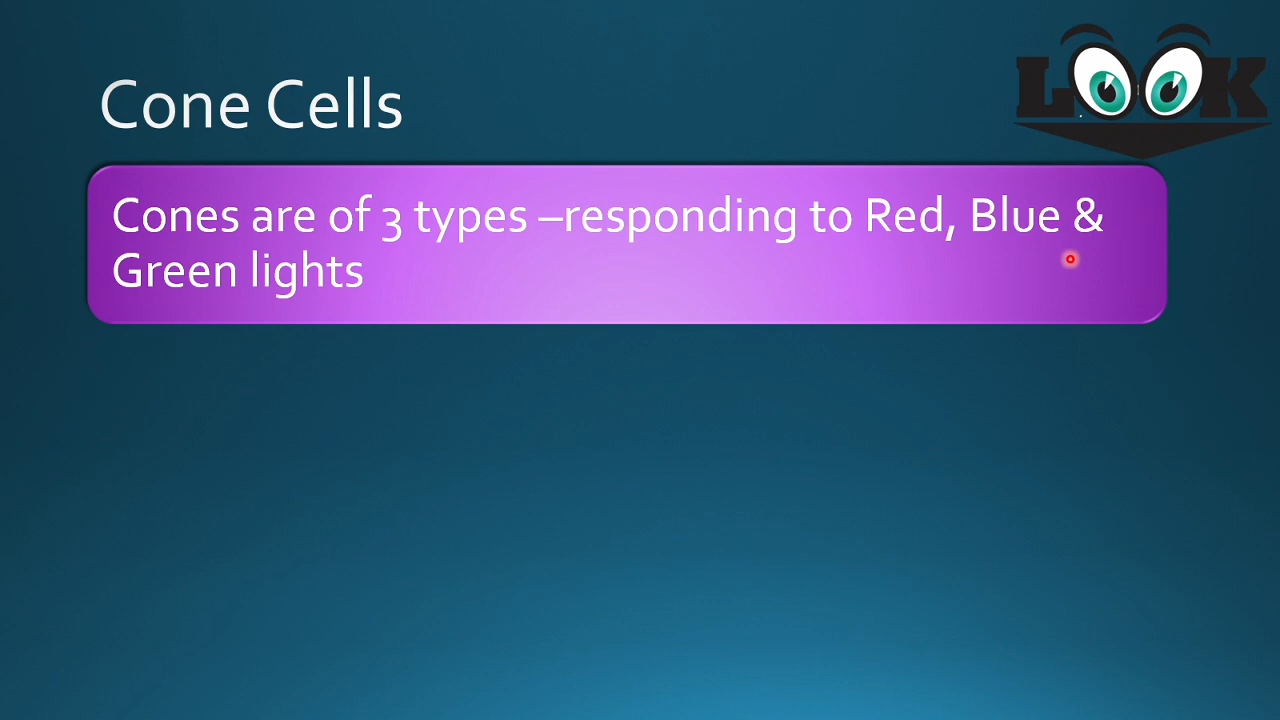 LOOK
Cone Cells
Cones are of 3 types –responding to Red, Blue &
Green lights